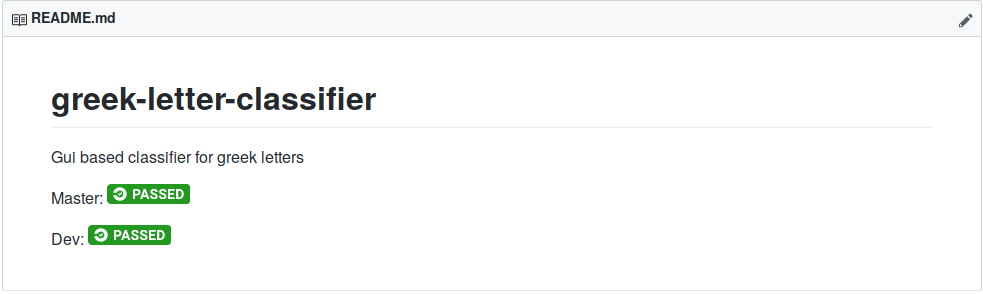 README.md
greek-letter-classifier
Gui based classifier for greek letters
Master: PASSED
Dev: PASSED